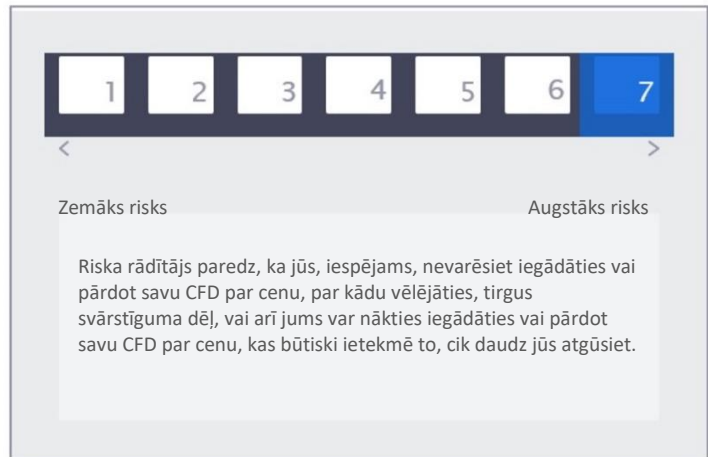 1 2 3 4 5 6 7
< >
Zemāks risks Augstāks risks
Riska rādītājs paredz, ka jūs, iespējams, nevarēsiet iegādāties vai
pārdot savu CFD par cenu, par kādu vēlējāties, tirgus
svārstīguma dēļ, vai arī jums var nākties iegādāties vai pārdot
savu CFD par cenu, kas būtiski ietekmē to, cik daudz jūs atgūsiet.